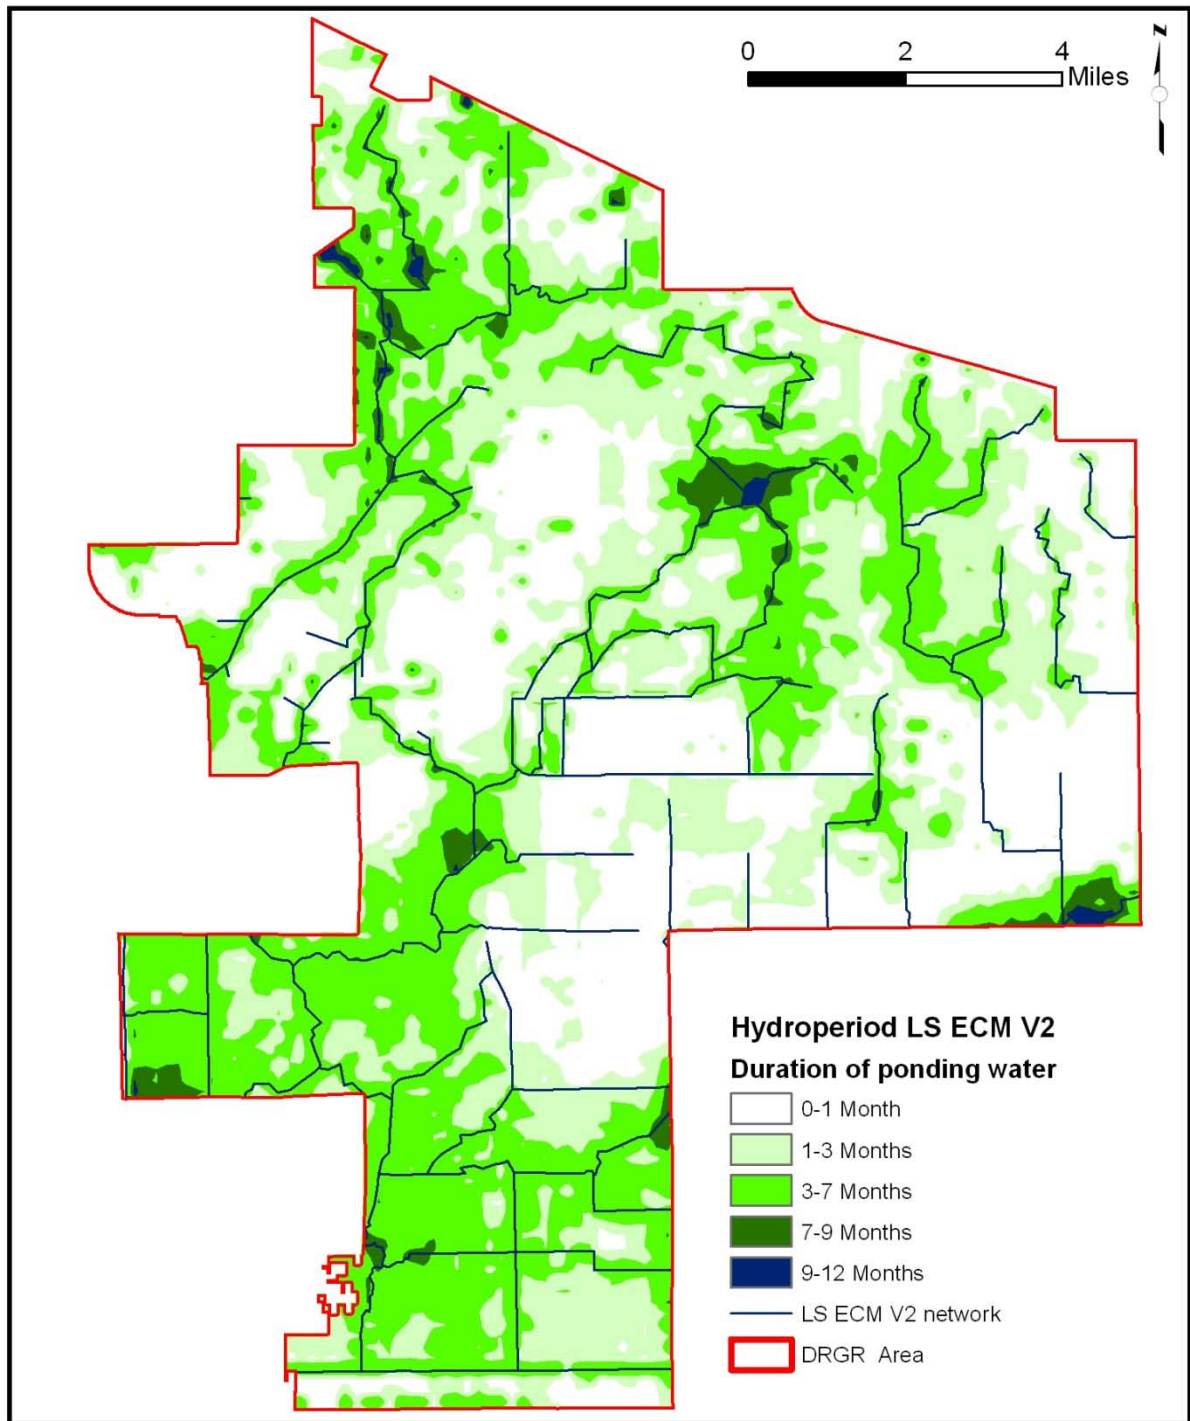 0 2 4
Miles
N
Hydroperiod LS ECM V2
Duration of ponding water
0-1 Month
1-3 Months
3-7 Months
7-9 Months
9-12 Months
LS ECM V2 network
DRGR Area